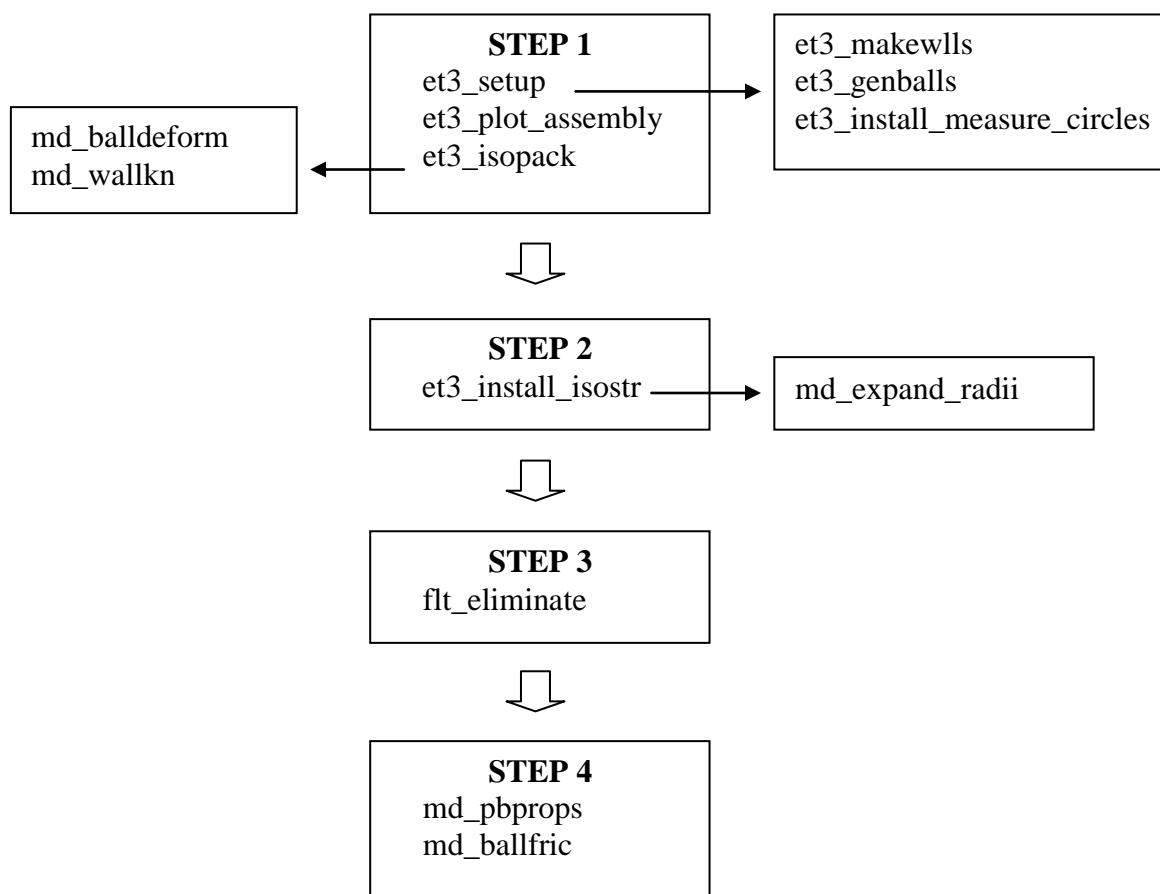 STEP 1
et3_setup
et3_plot_assembly
et3_isopack
et3_makewlls
et3_genballs
et3_install_measure_circles
md_balldeform
md_wallkn
STEP 2
et3_install_isostr
md_expand_radii
STEP 3
flt_eliminate
STEP 4
md_pbprops
md_ballfric